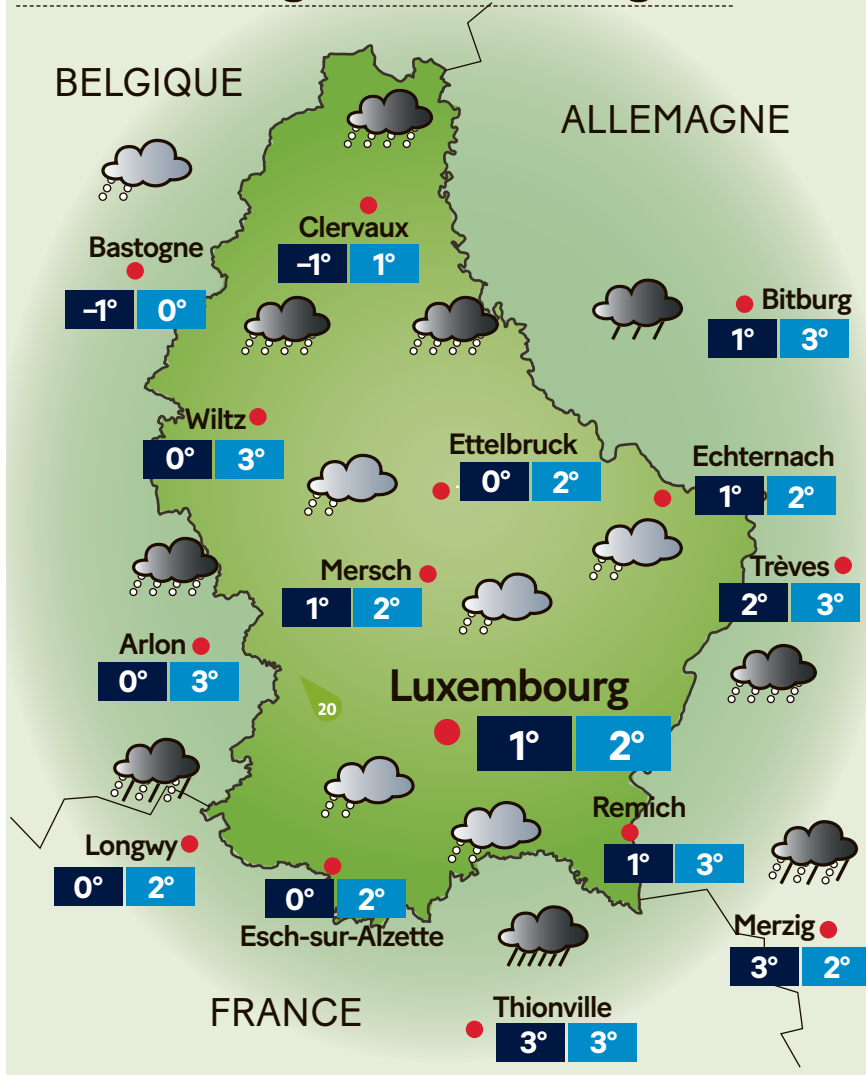 BELGIQUE
ALLEMAGNE
Clervaux
–1° 1°
Bastogne
–1° 0°
Bitburg
1° 3°
Wiltz
0° 3°
Ettelbruck
0° 2°
Echternach
1° 2°
Mersch
1° 2°
Trèves
2° 3°
Arlon
0° 3°
Luxembourg
1° 2°
20
Remich
1° 3°
Longwy
0° 2°
0° 2°
Esch-sur-Alzette
Merzig
3° 2°
FRANCE
Thionville
3° 3°